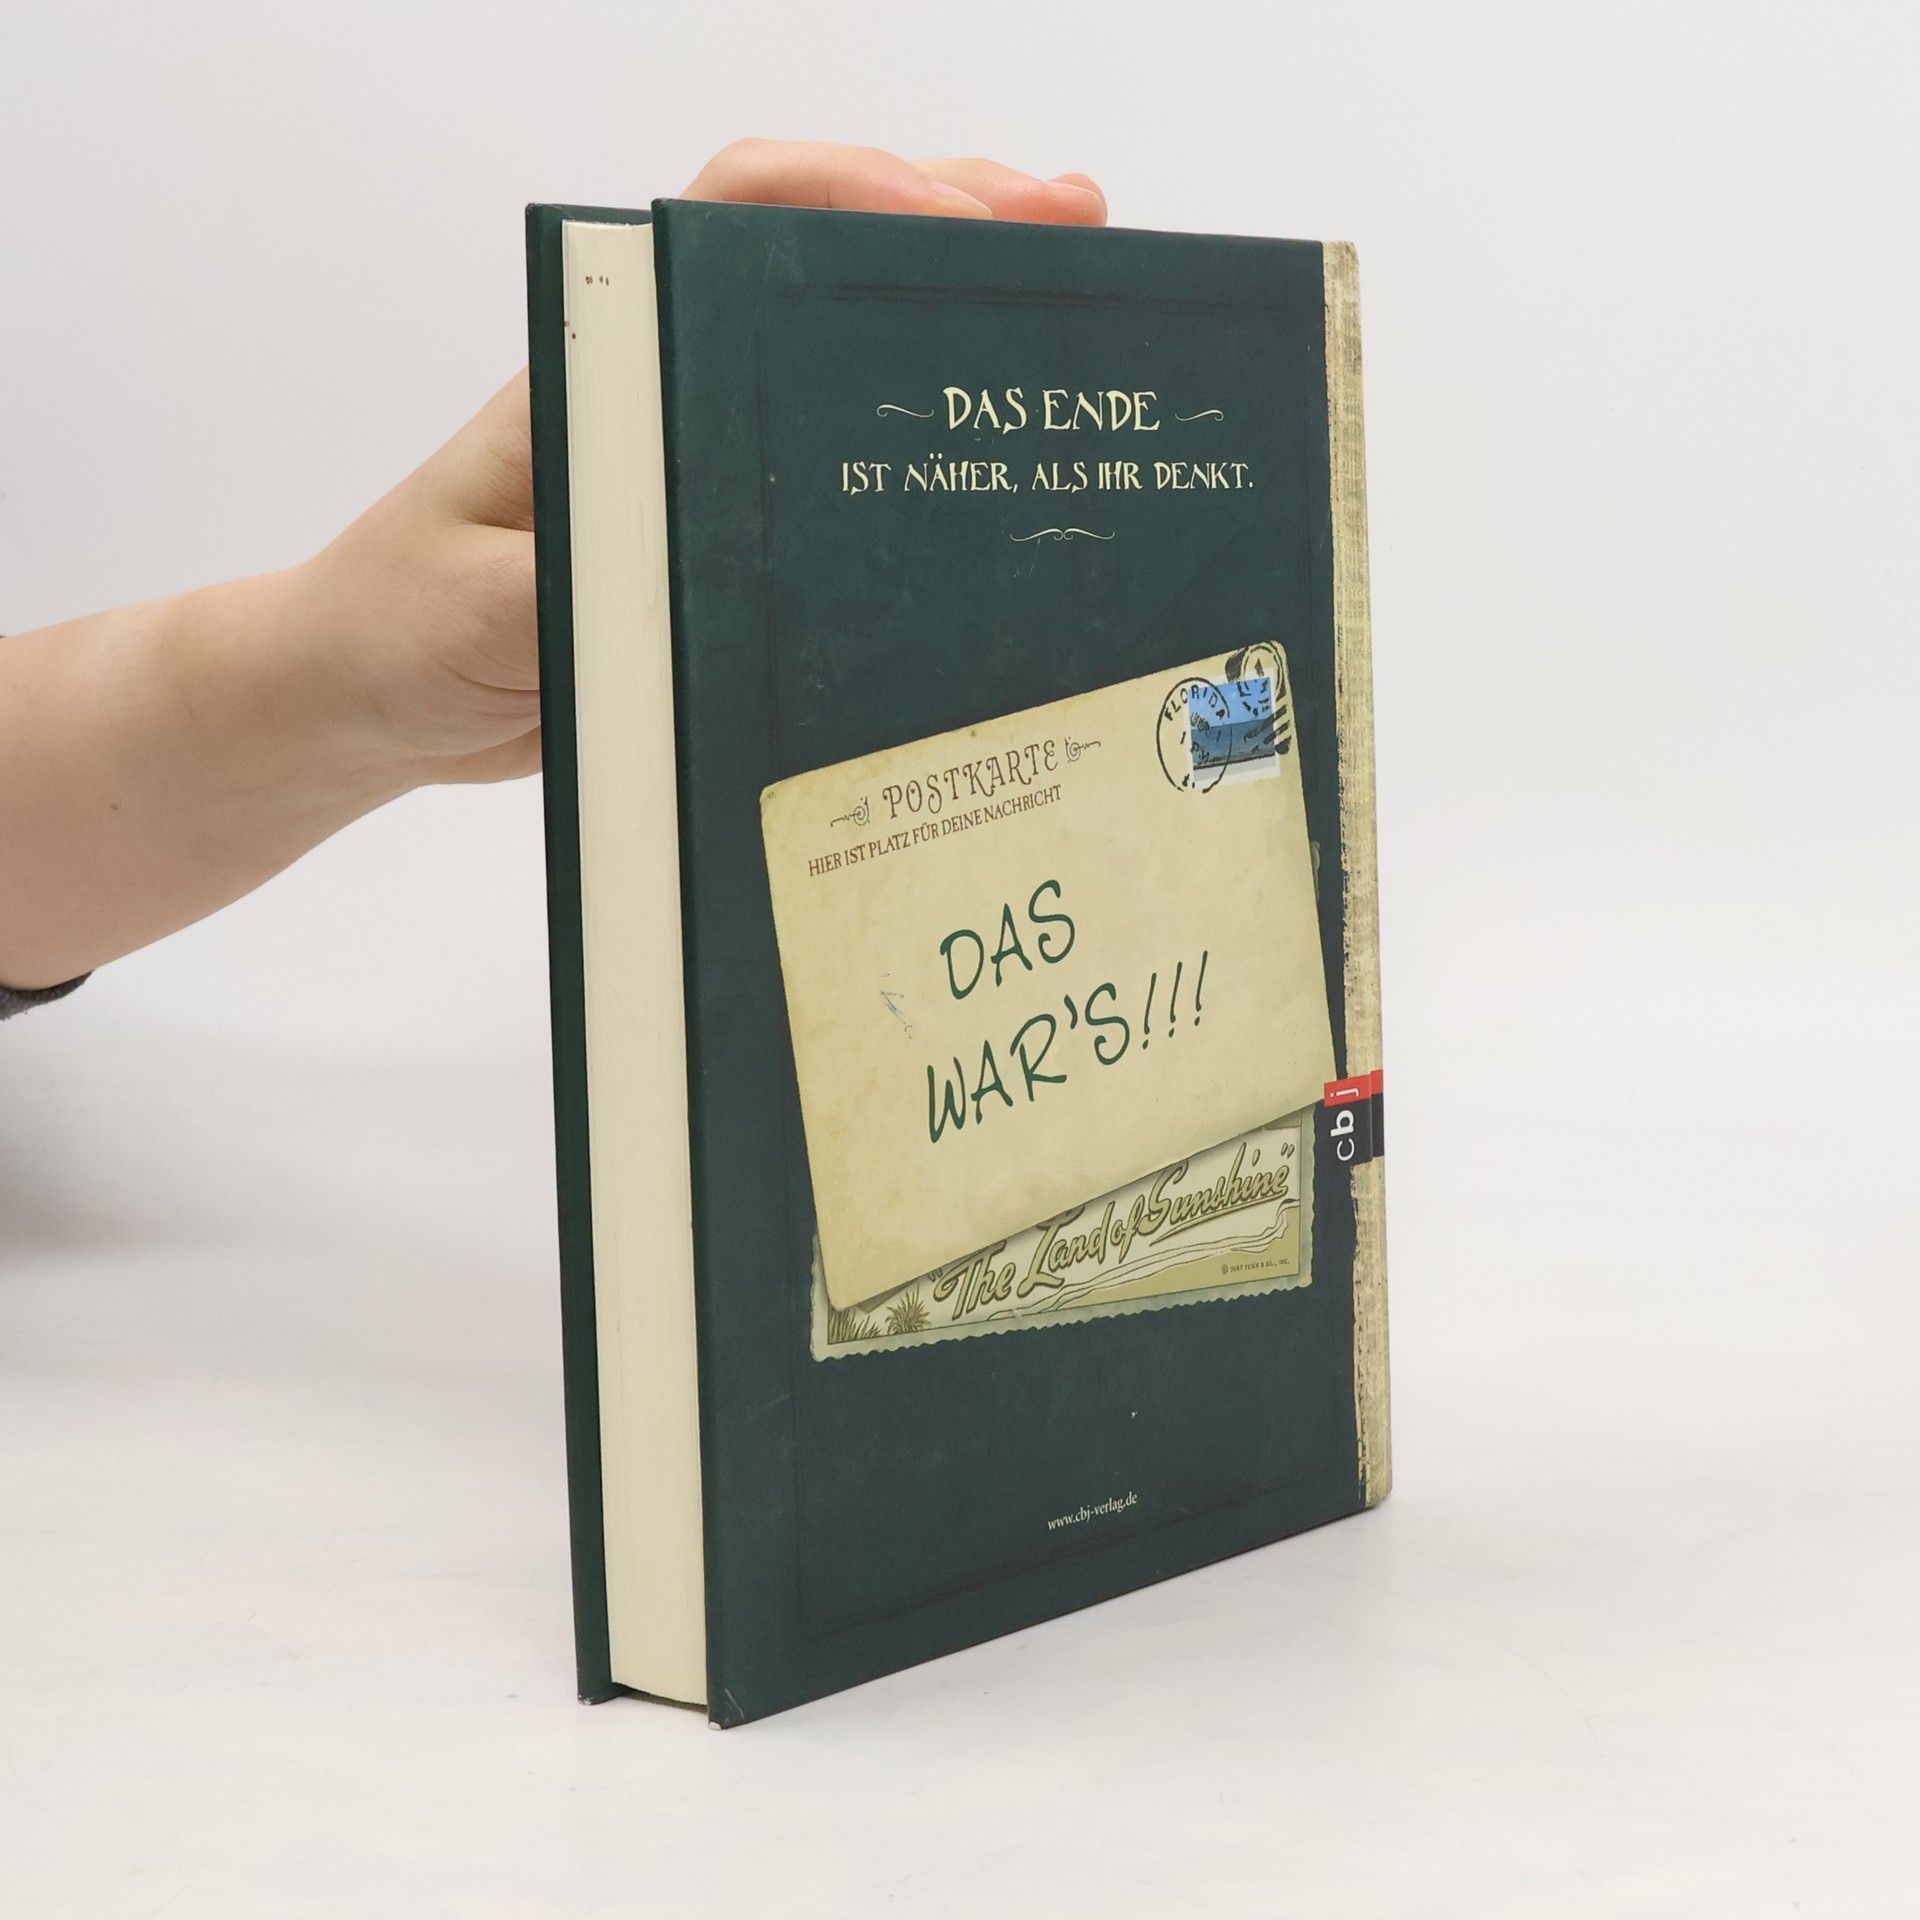 DAS ENDE
IST NÄHER, ALS IHR DENKT.
FLORIDA
POSTKARTE
HIER IST PLATZ FÜR DEINE NACHRICHT
DAS
WAR'S!!!
cbj
The Land of Sunshine"
www.cbj-verlag.de